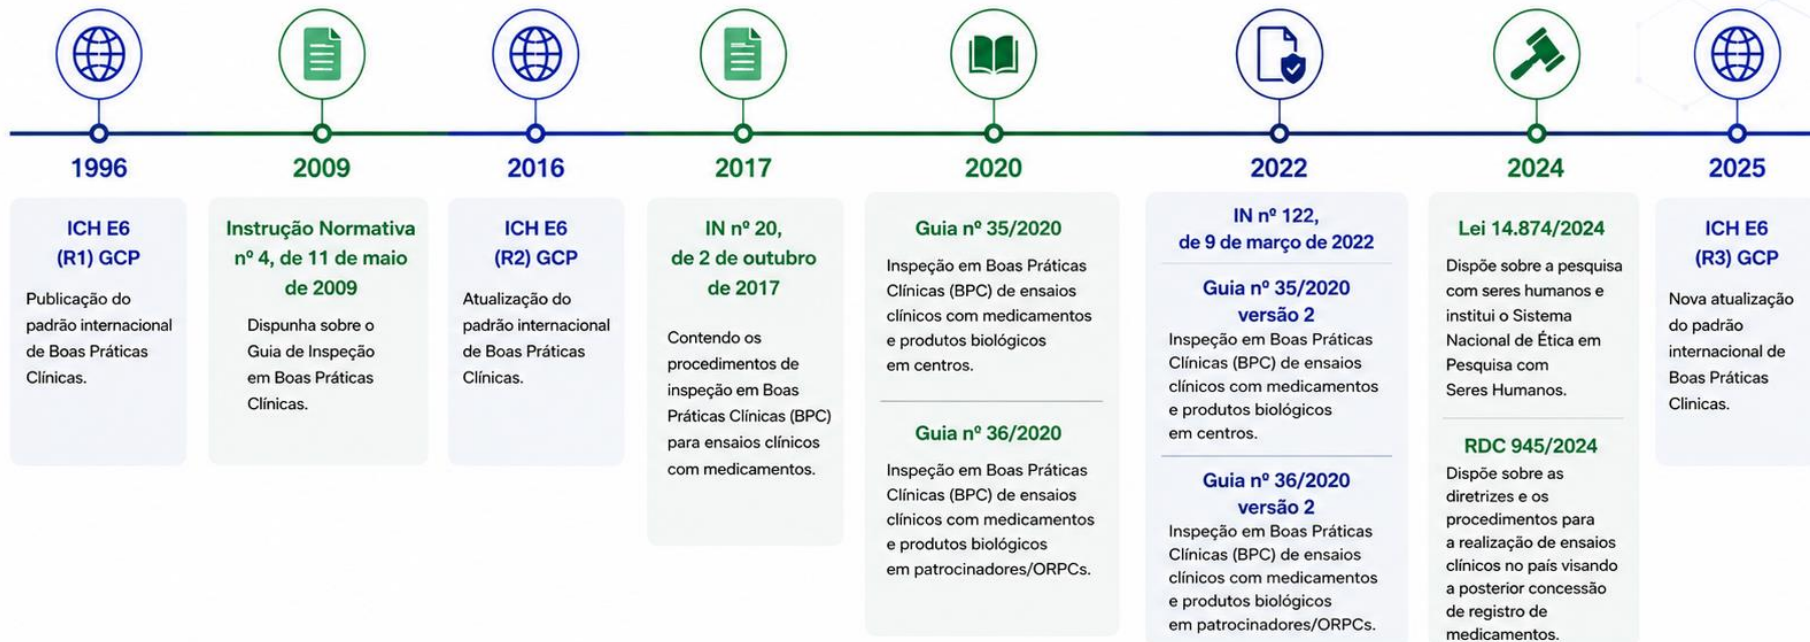 1996
ICH E6
(R1) GCP
Publicação do
padrão internacional
de Boas Práticas
Clínicas.
2009
Instrução Normativa
nº 4, de 11 de maio
de 2009
Dispunha sobre o
Guia de Inspeção
em Boas Práticas
Clínicas.
2016
ICH E6
(R2) GCP
Atualização do
padrão internacional
de Boas Práticas
Clínicas.
2017
IN nº 20,
de 2 de outubro
de 2017
Contendo os
procedimentos de
inspeção em Boas
Práticas Clínicas (BPC)
para ensaios clínicos
com medicamentos.
2020
Guia nº 35/2020
Inspeção em Boas Práticas
Clínicas (BPC) de ensaios
clínicos com medicamentos
e produtos biológicos
em centros.
Guia nº 36/2020
Inspeção em Boas Práticas
Clínicas (BPC) de ensaios
clínicos com medicamentos
e produtos biológicos
em patrocinadores/ORPCs.
2022
IN nº 122,
de 9 de março de 2022
Guia nº 35/2020
versão 2
Inspeção em Boas Práticas
Clínicas (BPC) de ensaios
clínicos com medicamentos
e produtos biológicos
em centros.
Guia nº 36/2020
versão 2
Inspeção em Boas Práticas
Clínicas (BPC) de ensaios
clínicos com medicamentos
e produtos biológicos
em patrocinadores/ORPCs.
2024
Lei 14.874/2024
Dispõe sobre a pesquisa
com seres humanos e
institui o Sistema
Nacional de Ética em
Pesquisa com
Seres Humanos.
RDC 945/2024
Dispõe sobre as
diretrizes e os
procedimentos para
a realização de ensaios
clínicos no país visando
a posterior concessão
de registro de
medicamentos.
2025
ICH E6
(R3) GCP
Nova atualização
do padrão
internacional de
Boas Práticas
Clinicas.